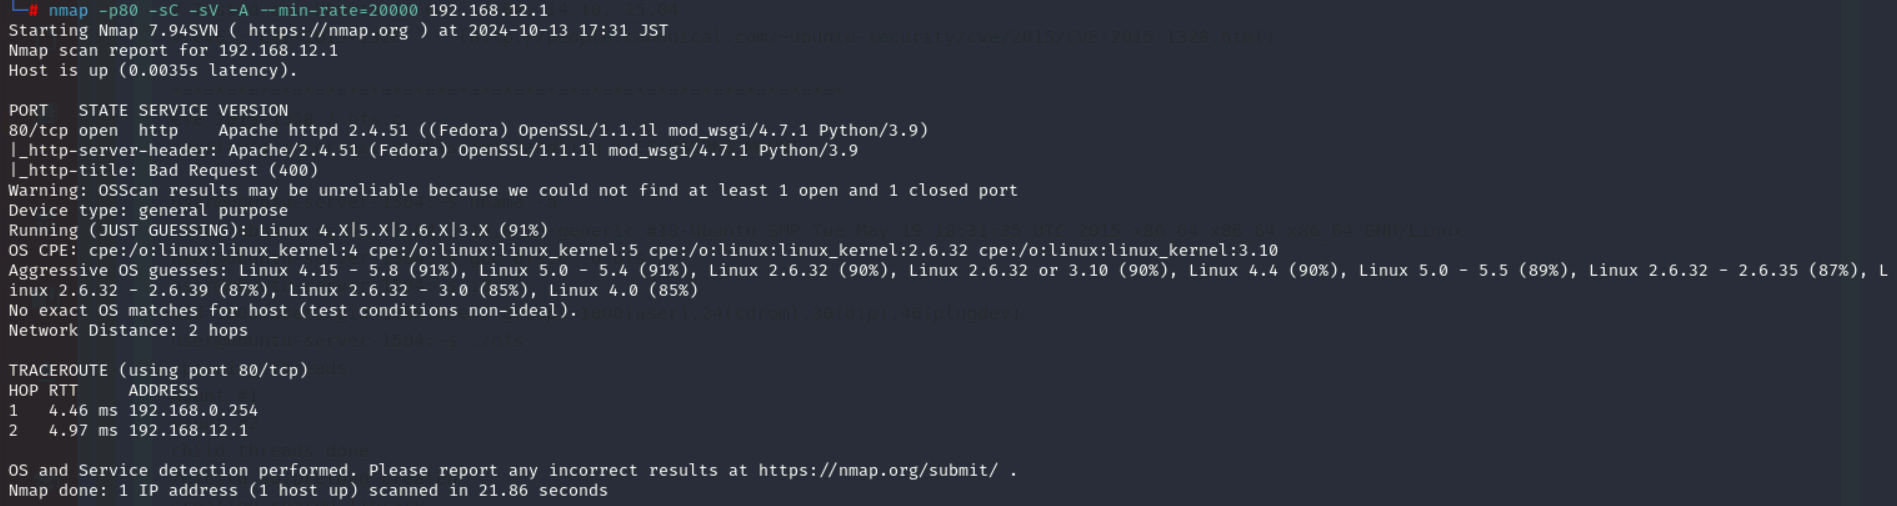 └─# nmap -p80 -sC -sV -A --min-rate=20000 192.168.12.1
Starting Nmap 7.94SVN ( https://nmap.org ) at 2024-10-13 17:31 JST
Nmap scan report for 192.168.12.1
Host is up (0.0035s latency).

PORT   STATE SERVICE VERSION
80/tcp open  http    Apache httpd 2.4.51 ((Fedora) OpenSSL/1.1.1l mod_wsgi/4.7.1 Python/3.9)
|_http-server-header: Apache/2.4.51 (Fedora) OpenSSL/1.1.1l mod_wsgi/4.7.1 Python/3.9
|_http-title: Bad Request (400)
Warning: OSScan results may be unreliable because we could not find at least 1 open and 1 closed port
Device type: general purpose
Running (JUST GUESSING): Linux 4.X|5.X|2.6.X|3.X (91%)
OS CPE: cpe:/o:linux:linux_kernel:4 cpe:/o:linux:linux_kernel:5 cpe:/o:linux:linux_kernel:2.6.32 cpe:/o:linux:linux_kernel:3.10
Aggressive OS guesses: Linux 4.15 - 5.8 (91%), Linux 5.0 - 5.4 (91%), Linux 2.6.32 (90%), Linux 2.6.32 or 3.10 (90%), Linux 4.4 (90%), Linux 5.0 - 5.5 (89%), Linux 2.6.32 - 2.6.35 (87%), L
inux 2.6.32 - 2.6.39 (87%), Linux 2.6.32 - 3.0 (85%), Linux 4.0 (85%)
No exact OS matches for host (test conditions non-ideal).
Network Distance: 2 hops

TRACEROUTE (using port 80/tcp)
HOP RTT     ADDRESS
1   4.46 ms 192.168.0.254
2   4.97 ms 192.168.12.1

OS and Service detection performed. Please report any incorrect results at https://nmap.org/submit/ .
Nmap done: 1 IP address (1 host up) scanned in 21.86 seconds